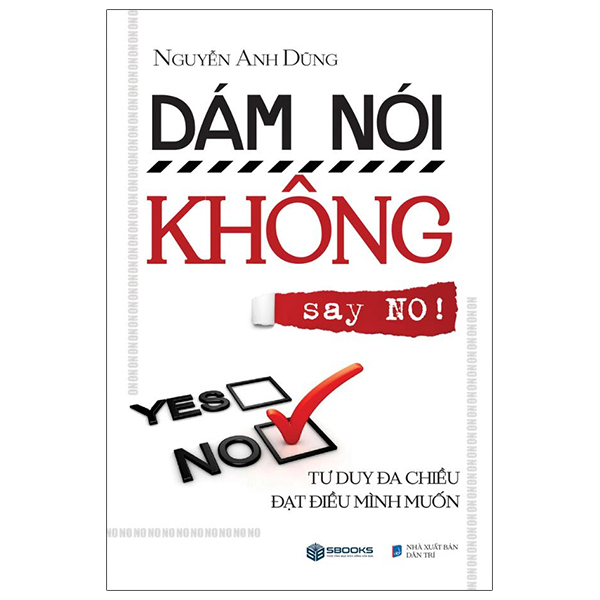 NGUYỄN ANH DŨNG
DÁM NÓI
KHÔNG
say NO!
YES
NO
TƯ DUY ĐA CHIỀU
ĐẠT ĐIỀU MÌNH MUỐN
SBOOKS
NHÀ XUẤT BẢN
DÂN TRÍ